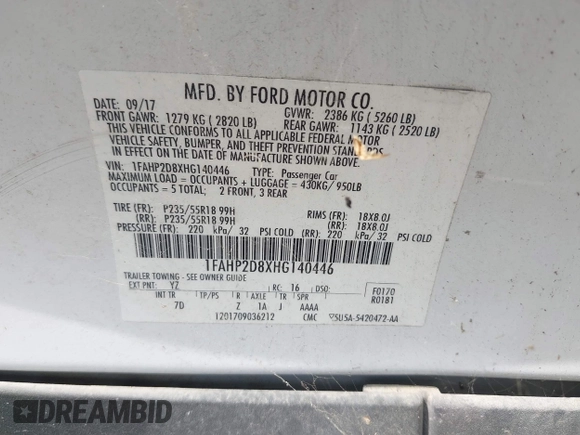 MFD. BY FORD MOTOR CO.
DATE: 09/17 GVWR: 2386 KG ( 5260 LB)
FRONT GAWR: 1279 KG ( 2820 LB) REAR GAWR: 1143 KG ( 2520 LB)
THIS VEHICLE CONFORMS TO ALL APPLICABLE FEDERAL MOTOR
VEHICLE SAFETY, BUMPER, AND THEFT PREVENTION STANDARDS
IN EFFECT ON THE DATE OF MANUFACTURE SHOWN ABOVE.
VIN: 1FAHP2D8XHG140446 TYPE: Passenger Car
MAXIMUM LOAD = OCCUPANTS + LUGGAGE = 430KG/ 950LB
OCCUPANTS = 5 TOTAL; 2 FRONT, 3 REAR
TIRE (FR): P235/55R18 99H RIMS (FR): 18X8.0J
(RR): P235/55R18 99H (RR): 18X8.0J
PRESSURE (FR): 220 kPa/ 32 PSI COLD (RR): 220 kPa/ 32 PSI COLD
1FAHP2D8XHG140446
TRAILER TOWING - SEE OWNER GUIDE
EXT PNT: YZ RC: 16 DSO: F0170
INT TR TP/PS R AXLE TR SPR R0181
7D Z 1A J AAAA
1201709036212 CMC 5U5A-5420472-AA
DREAMBID